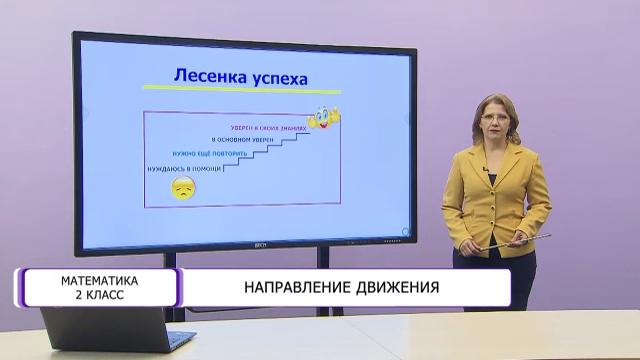 Лесенка успеха
УВЕРЕН В СВОИХ ЗНАНИЯХ
В ОСНОВНОМ УВЕРЕН
НУЖНО ЕЩЁ ПОВТОРИТЬ
НУЖДАЮСЬ В ПОМОЩИ
МАТЕМАТИКА
2 КЛАСС
НАПРАВЛЕНИЕ ДВИЖЕНИЯ